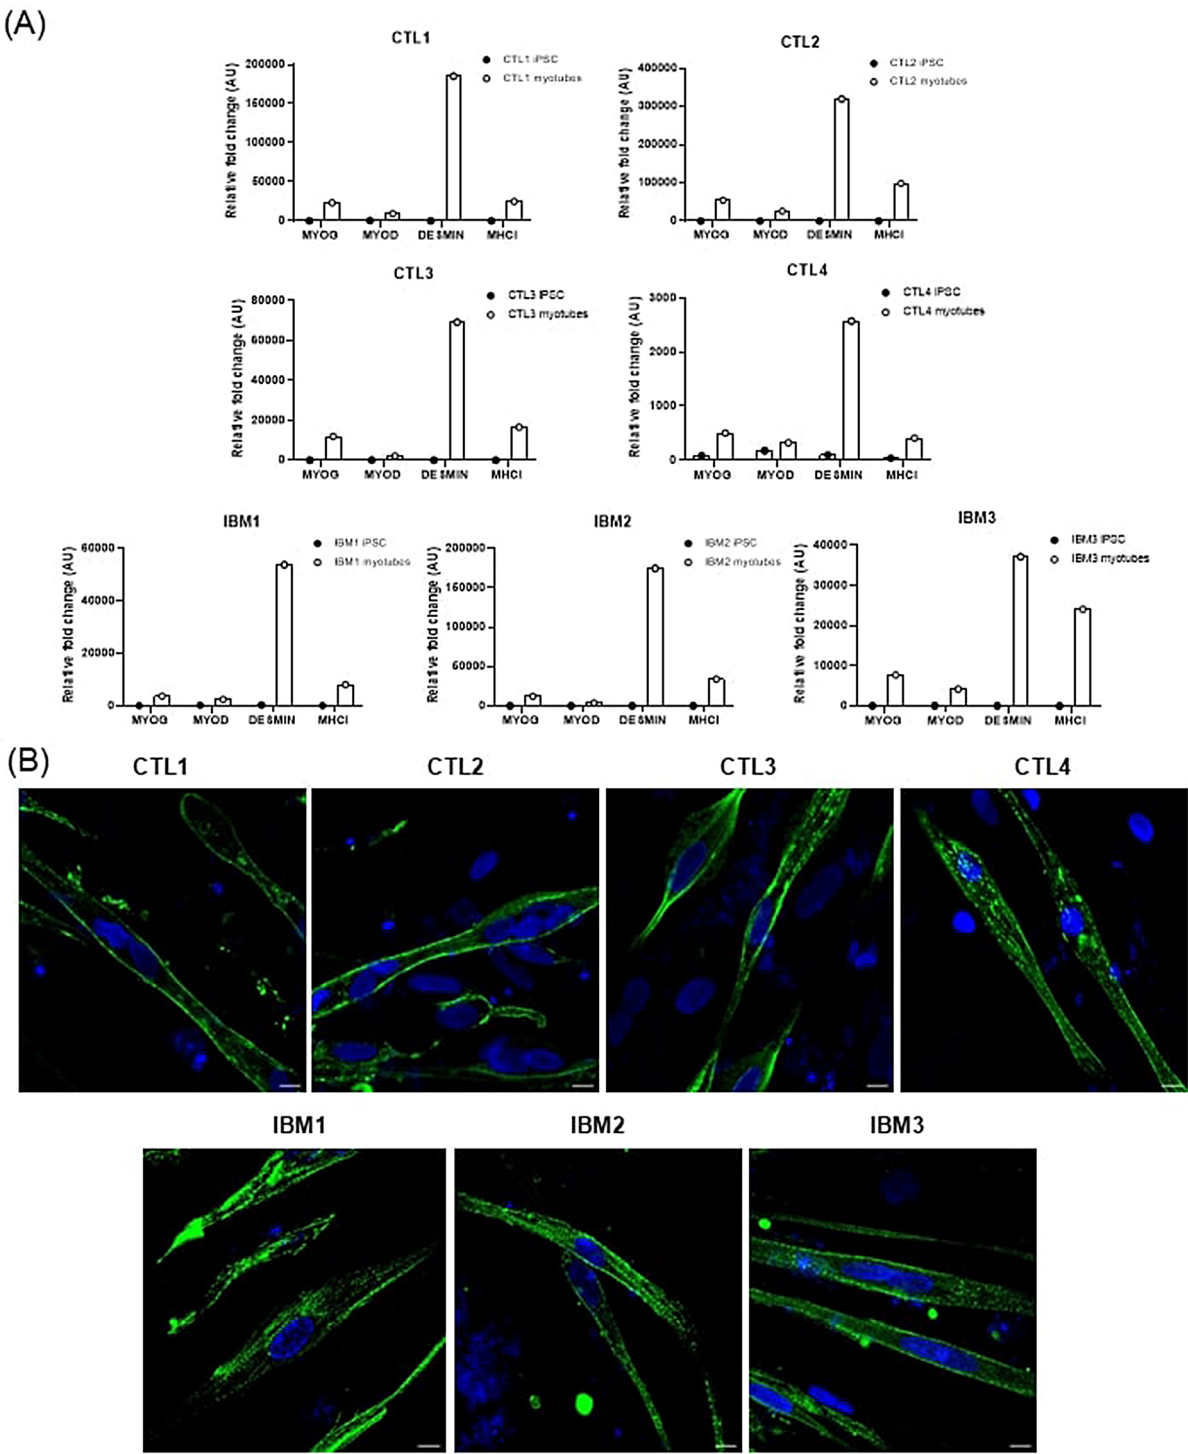 (A)
CTL1
CTL1 iPSC
CTL1 myotubes
Relative fold change (AU)
200000
150000
100000
50000
0
MYOG MYOD DESMIN MHCI
CTL2
CTL2 iPSC
CTL2 myotubes
Relative fold change (AU)
400000
300000
200000
100000
0
MYOG MYOD DESMIN MHCI
CTL3
CTL3 iPSC
CTL3 myotubes
Relative fold change (AU)
80000
60000
40000
20000
0
MYOG MYOD DESMIN MHCI
CTL4
CTL4 iPSC
CTL4 myotubes
Relative fold change (AU)
3000
2000
1000
0
MYOG MYOD DESMIN MHCI
IBM1
IBM1 iPSC
IBM1 myotubes
Relative fold change (AU)
60000
40000
20000
0
MYOG MYOD DESMIN MHCI
IBM2
IBM2 iPSC
IBM2 myotubes
Relative fold change (AU)
200000
150000
100000
50000
0
MYOG MYOD DESMIN MHCI
IBM3
IBM3 iPSC
IBM3 myotubes
Relative fold change (AU)
40000
30000
20000
10000
0
MYOG MYOD DESMIN MHCI
(B)
CTL1 CTL2 CTL3 CTL4
IBM1 IBM2 IBM3